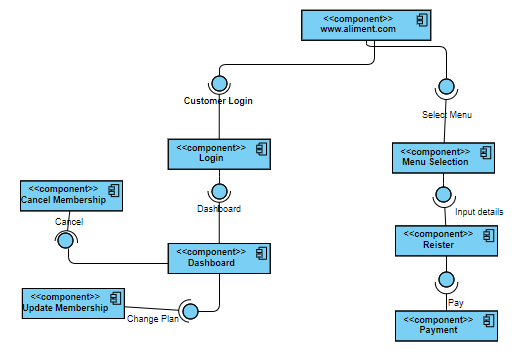 <<component>>
www.aliment.com
Customer Login
Select Menu
<<component>>
Login
<<component>>
Menu Selection
<<component>>
Cancel Membership
Dashboard
Input details
Cancel
<<component>>
Reister
<<component>>
Dashboard
<<component>>
Update Membership
Change Plan
Pay
<<component>>
Payment